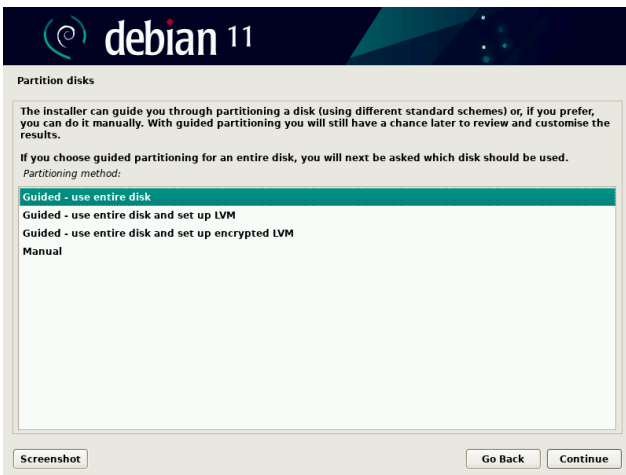 debian 11
Partition disks
The installer can guide you through partitioning a disk (using different standard schemes) or, if you prefer,
you can do it manually. With guided partitioning you will still have a chance later to review and customise the
results.
If you choose guided partitioning for an entire disk, you will next be asked which disk should be used.
Partitioning method:
Guided - use entire disk
Guided - use entire disk and set up LVM
Guided - use entire disk and set up encrypted LVM
Manual
Screenshot Go Back Continue